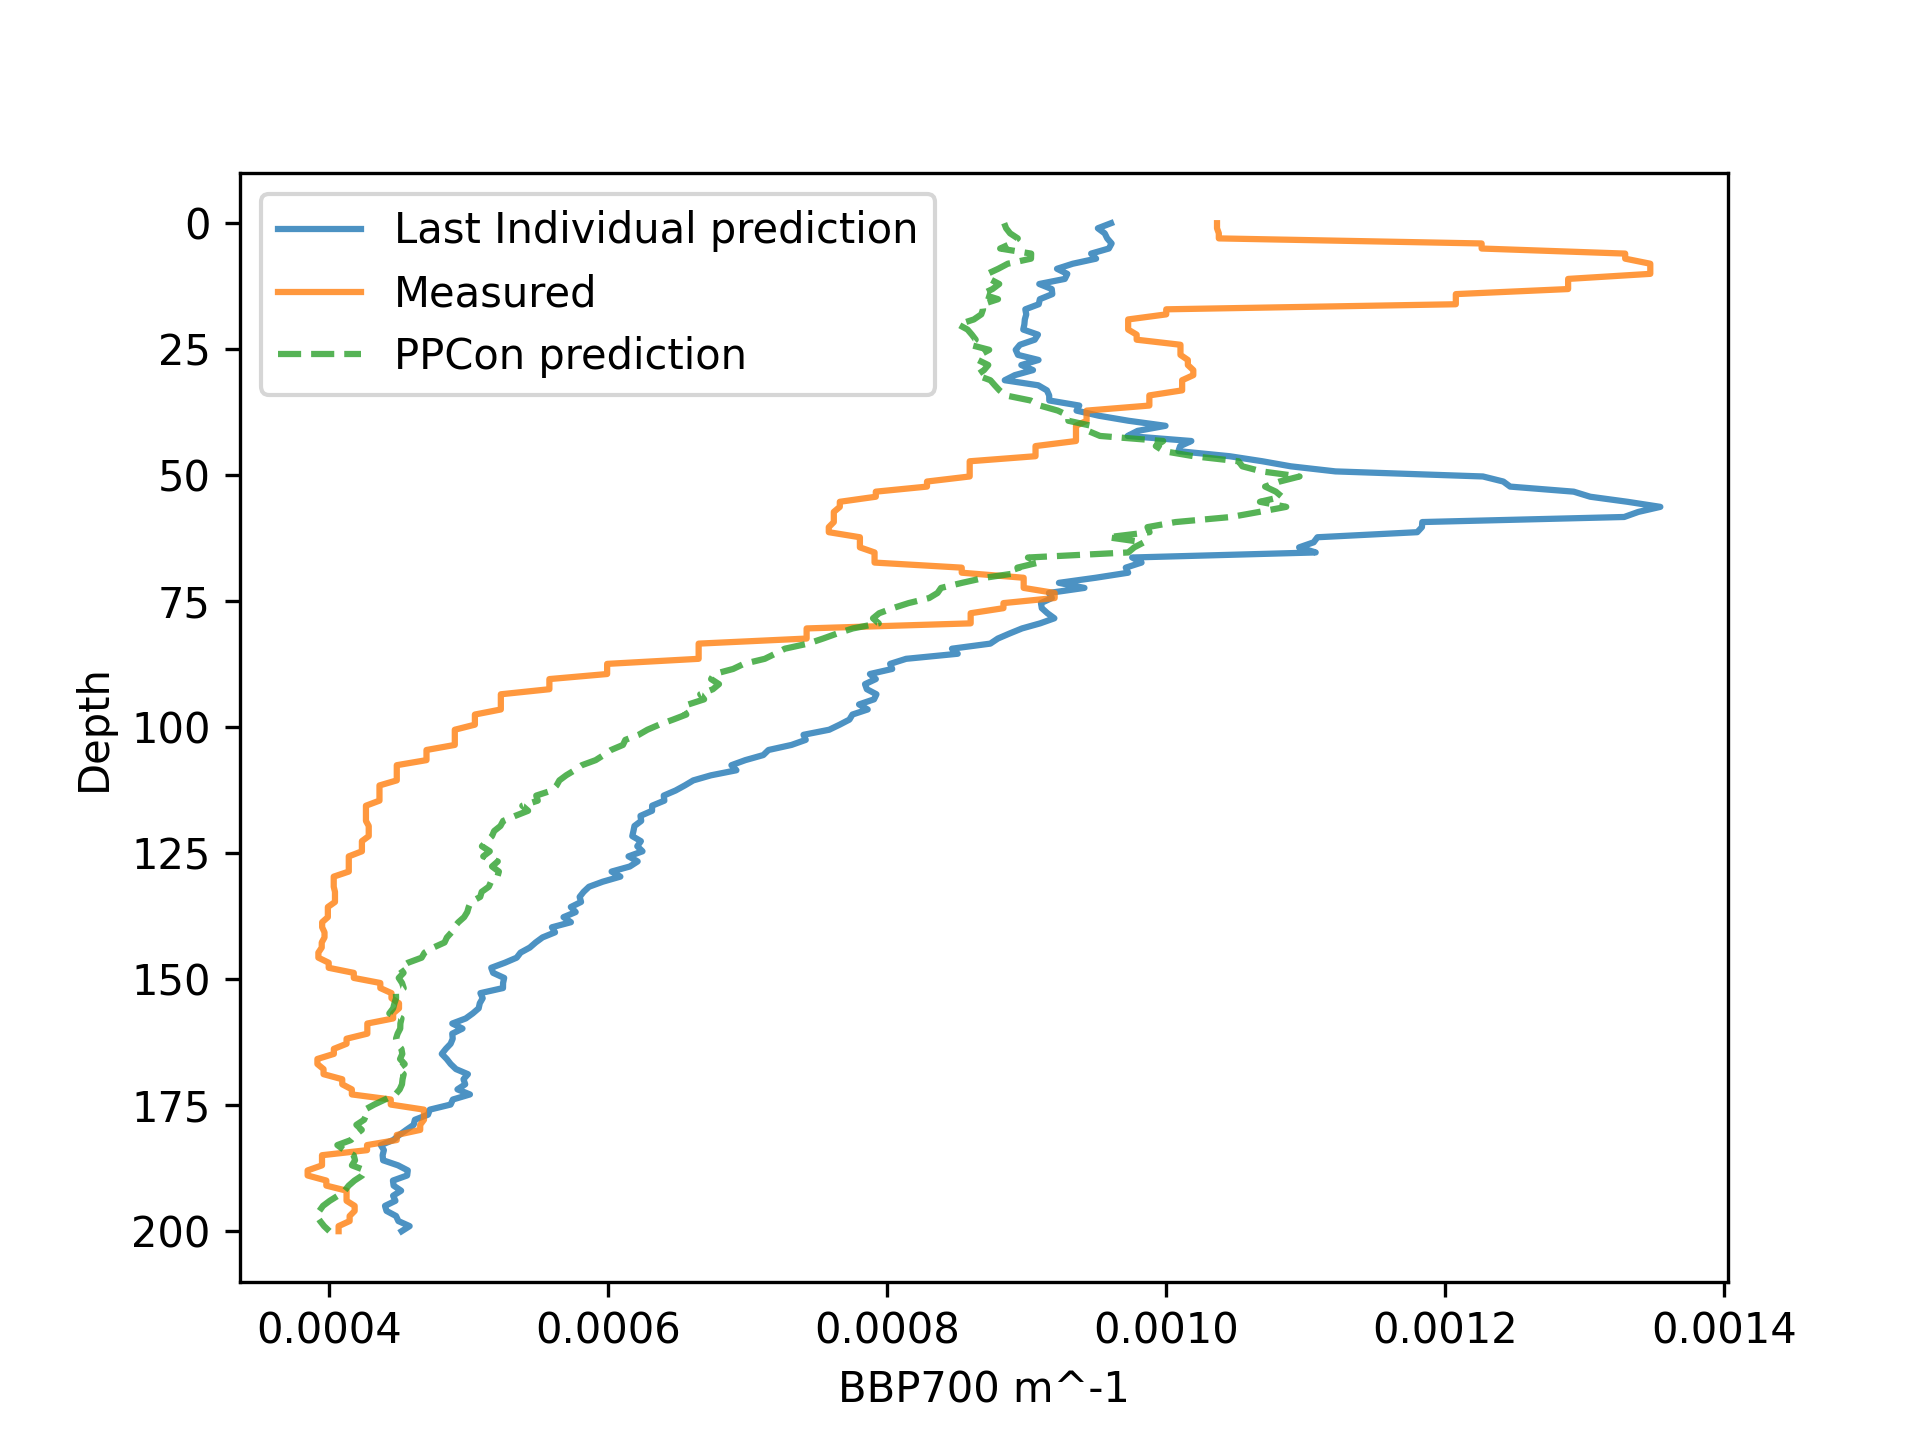 Last Individual prediction
Measured
PPCon prediction
0
25
50
75
100
125
150
175
200
Depth
0.0004 0.0006 0.0008 0.0010 0.0012 0.0014
BBP700 m^-1